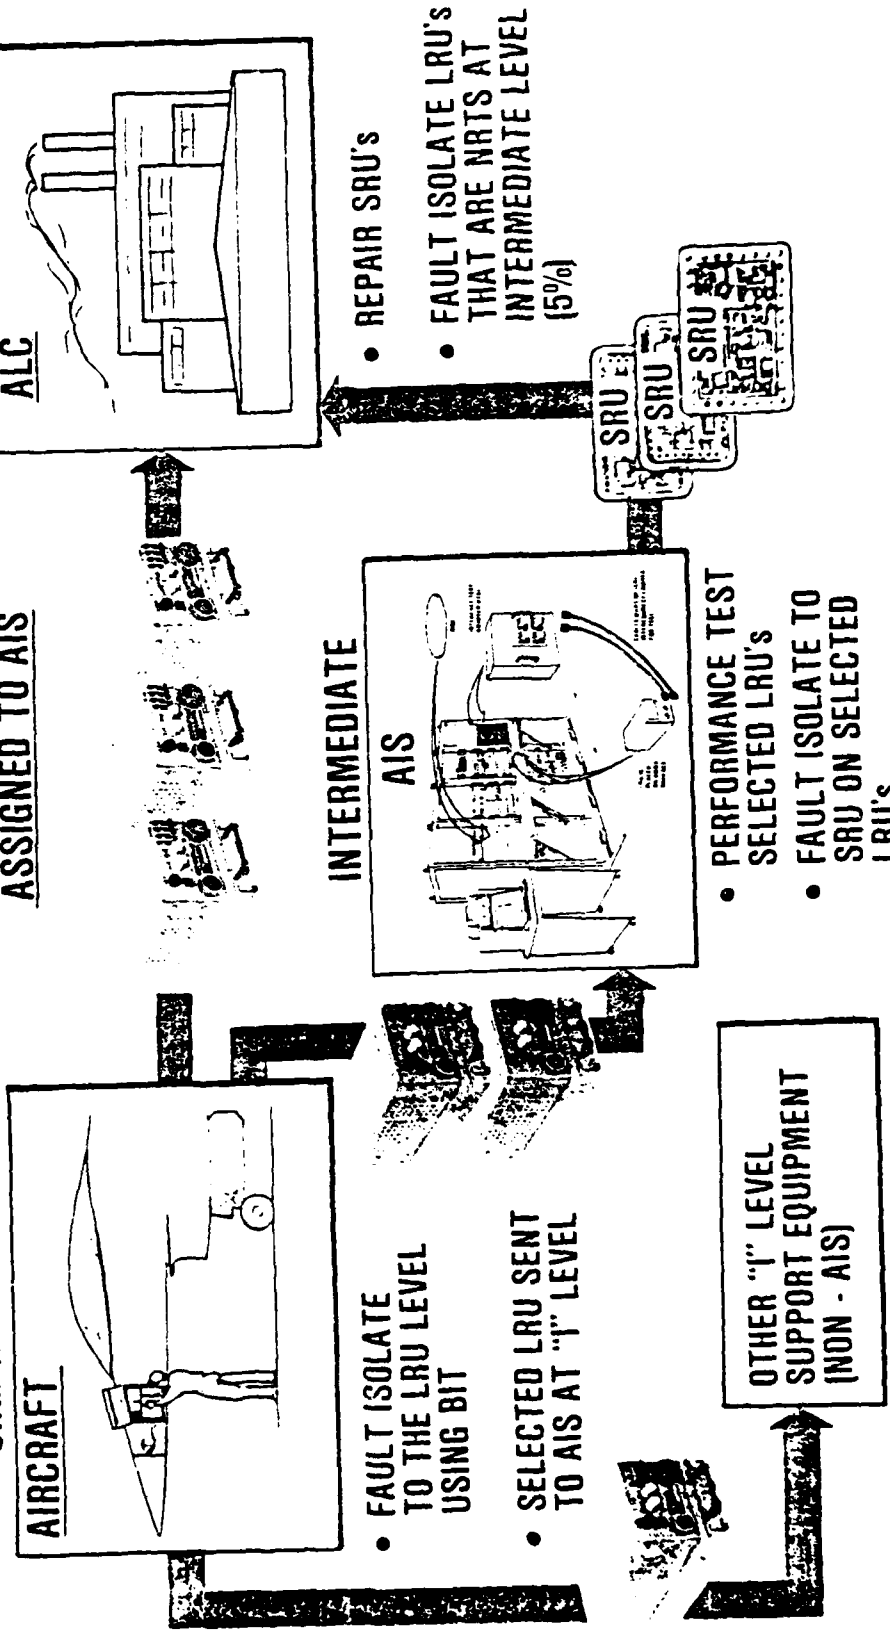 AIRCRAFT
• FAULT ISOLATE
TO THE LRU LEVEL
USING BIT
• SELECTED LRU SENT
TO AIS AT "I" LEVEL
OTHER "I" LEVEL
SUPPORT EQUIPMENT
(NON - AIS)
ASSIGNED TO AIS
INTERMEDIATE
AIS
• PERFORMANCE TEST
SELECTED LRU's
• FAULT ISOLATE TO
SRU ON SELECTED
LRU's
SRU
SRU
SRU
ALC
• REPAIR SRU's
• FAULT ISOLATE LRU's
THAT ARE NRTS AT
INTERMEDIATE LEVEL
(5%)